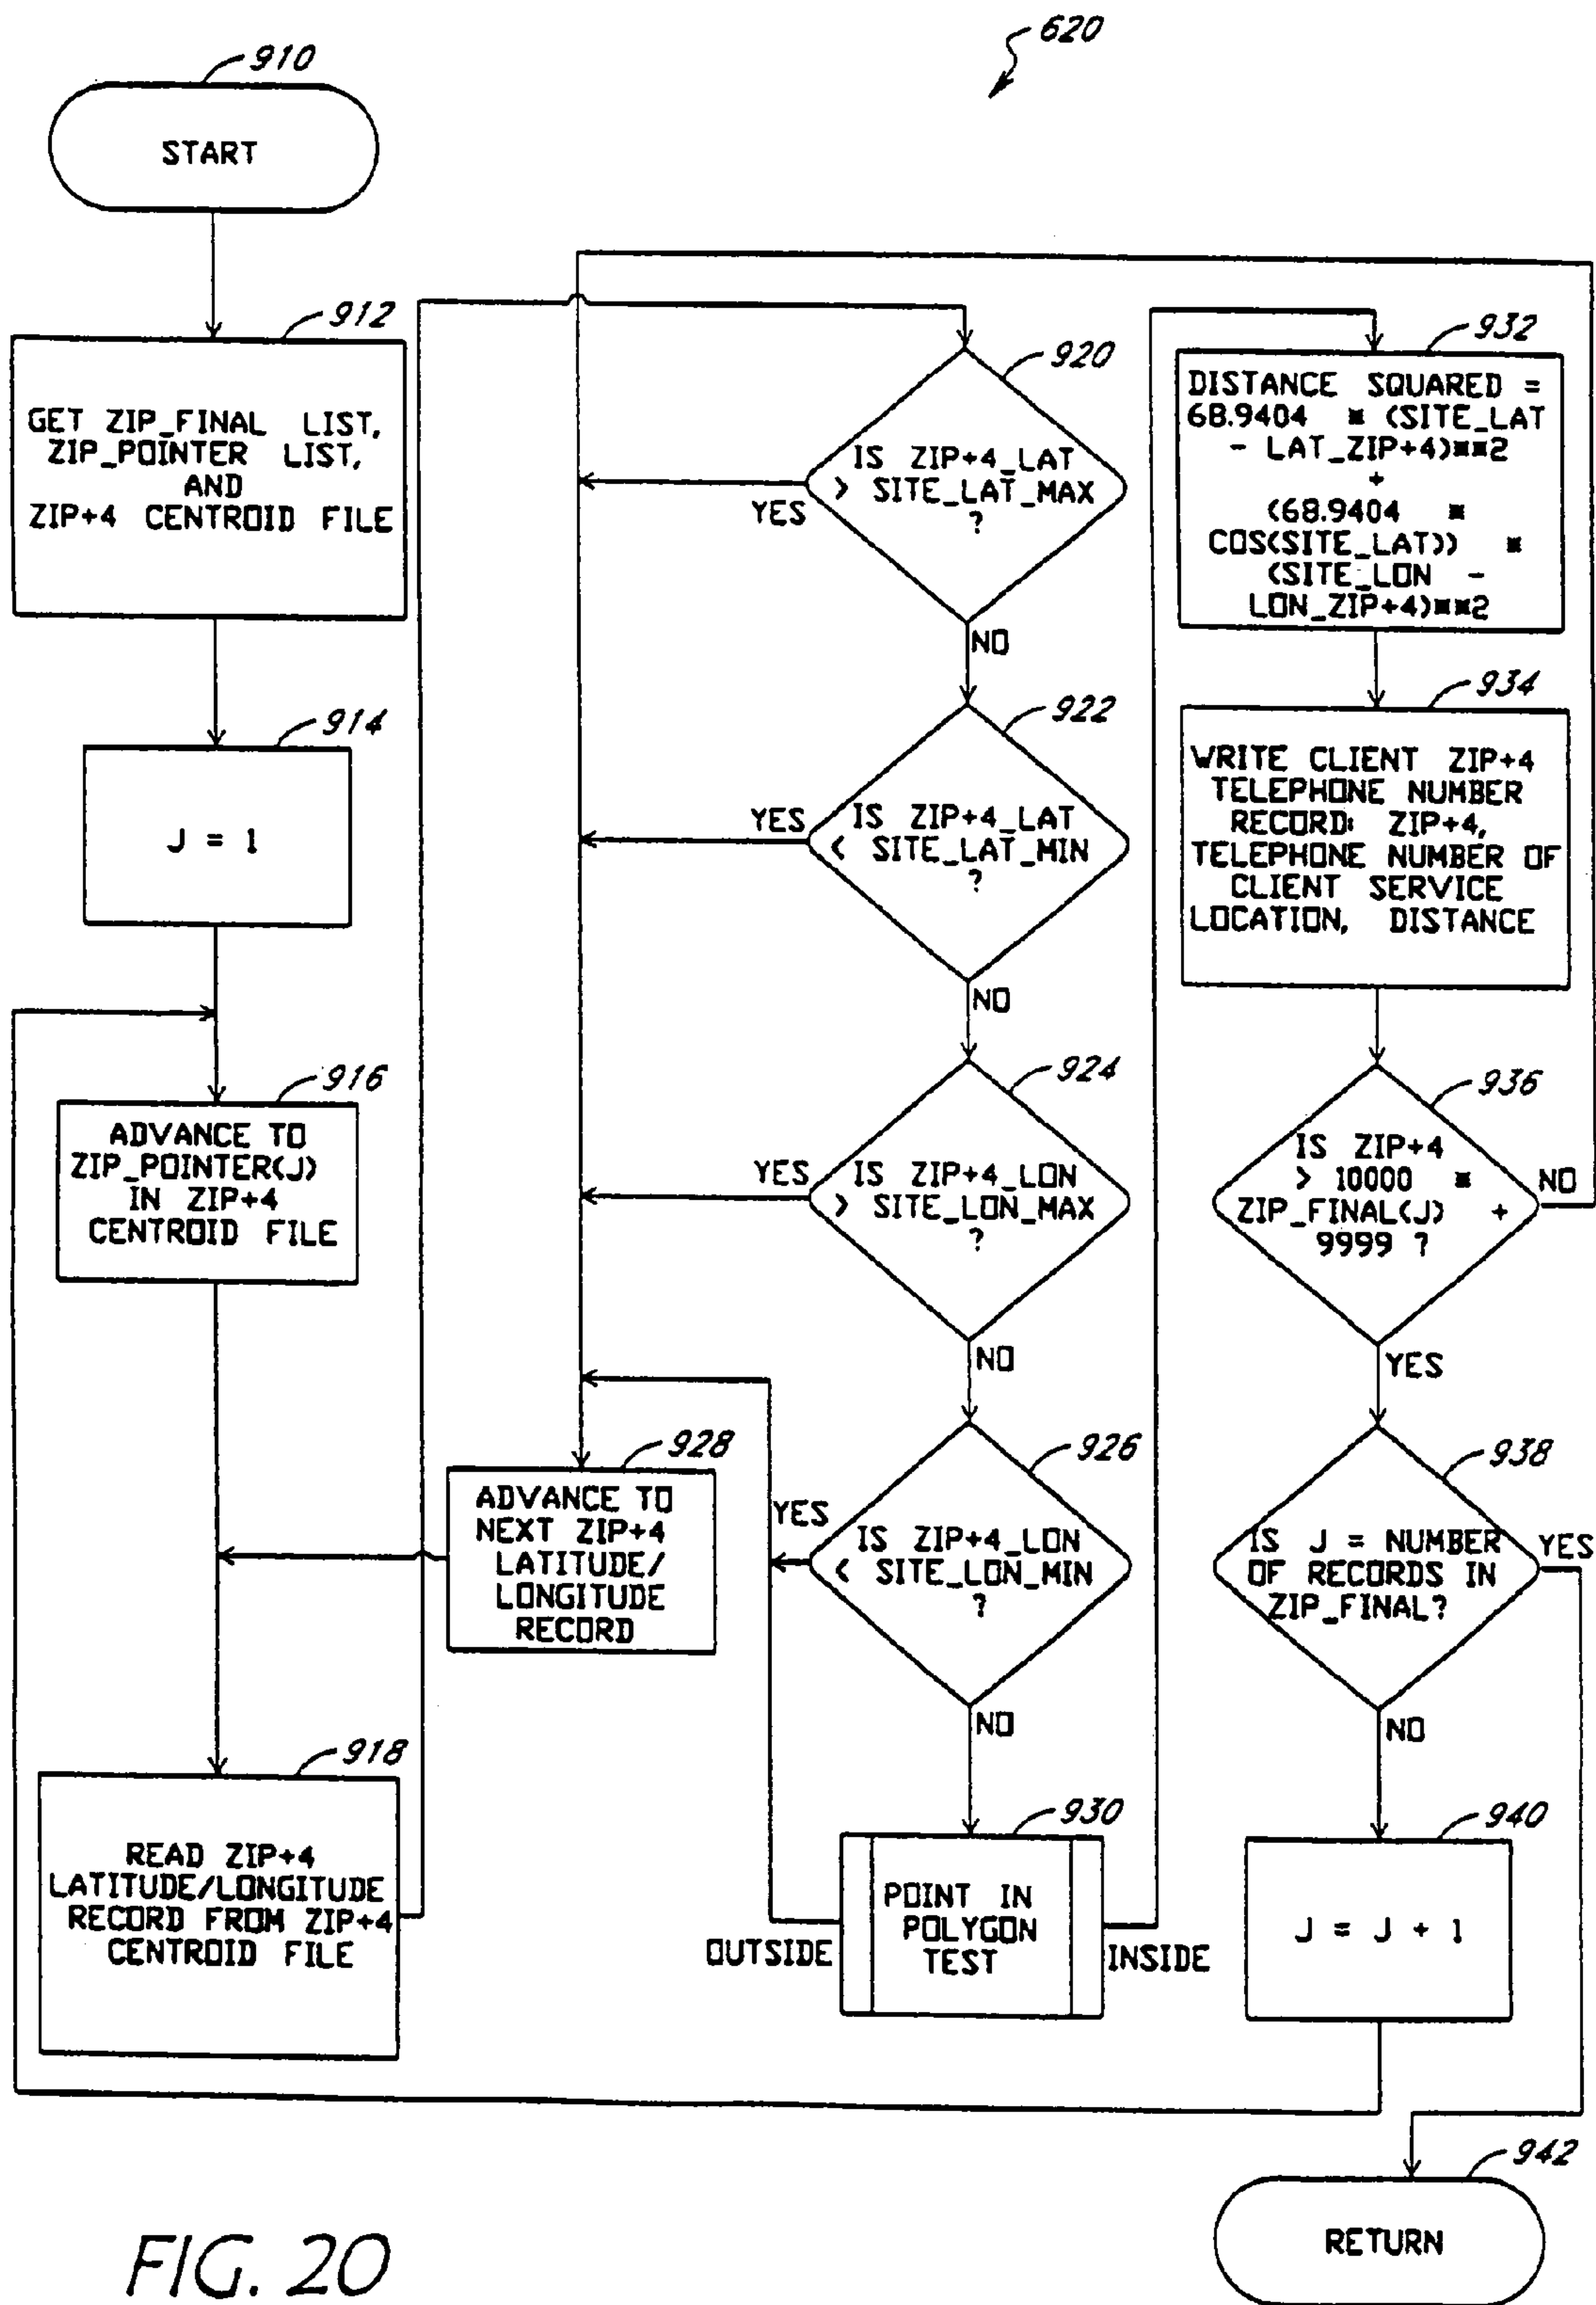 620
910
START
912
GET ZIP_FINAL LIST,
ZIP_POINTER LIST,
AND
ZIP+4 CENTROID FILE
914
J = 1
916
ADVANCE TO
ZIP_POINTER(J)
IN ZIP+4
CENTROID FILE
918
READ ZIP+4
LATITUDE/LONGITUDE
RECORD FROM ZIP+4
CENTROID FILE
920
IS ZIP+4_LAT
> SITE_LAT_MAX
?
YES
NO
922
IS ZIP+4_LAT
< SITE_LAT_MIN
?
YES
NO
924
IS ZIP+4_LON
> SITE_LON_MAX
?
YES
NO
926
IS ZIP+4_LON
< SITE_LON_MIN
?
YES
NO
928
ADVANCE TO
NEXT ZIP+4
LATITUDE/
LONGITUDE
RECORD
930
POINT IN
POLYGON
TEST
OUTSIDE
INSIDE
932
DISTANCE SQUARED =
68.9404 * (SITE_LAT
- LAT_ZIP+4)**2
+
(68.9404 *
COS(SITE_LAT)) *
(SITE_LON -
LON_ZIP+4)**2
934
WRITE CLIENT ZIP+4
TELEPHONE NUMBER
RECORD: ZIP+4,
TELEPHONE NUMBER OF
CLIENT SERVICE
LOCATION, DISTANCE
936
IS ZIP+4
> 10000 *
ZIP_FINAL(J) +
9999 ?
NO
YES
938
IS J = NUMBER
OF RECORDS IN
ZIP_FINAL?
YES
NO
940
J = J + 1
942
RETURN
FIG. 20